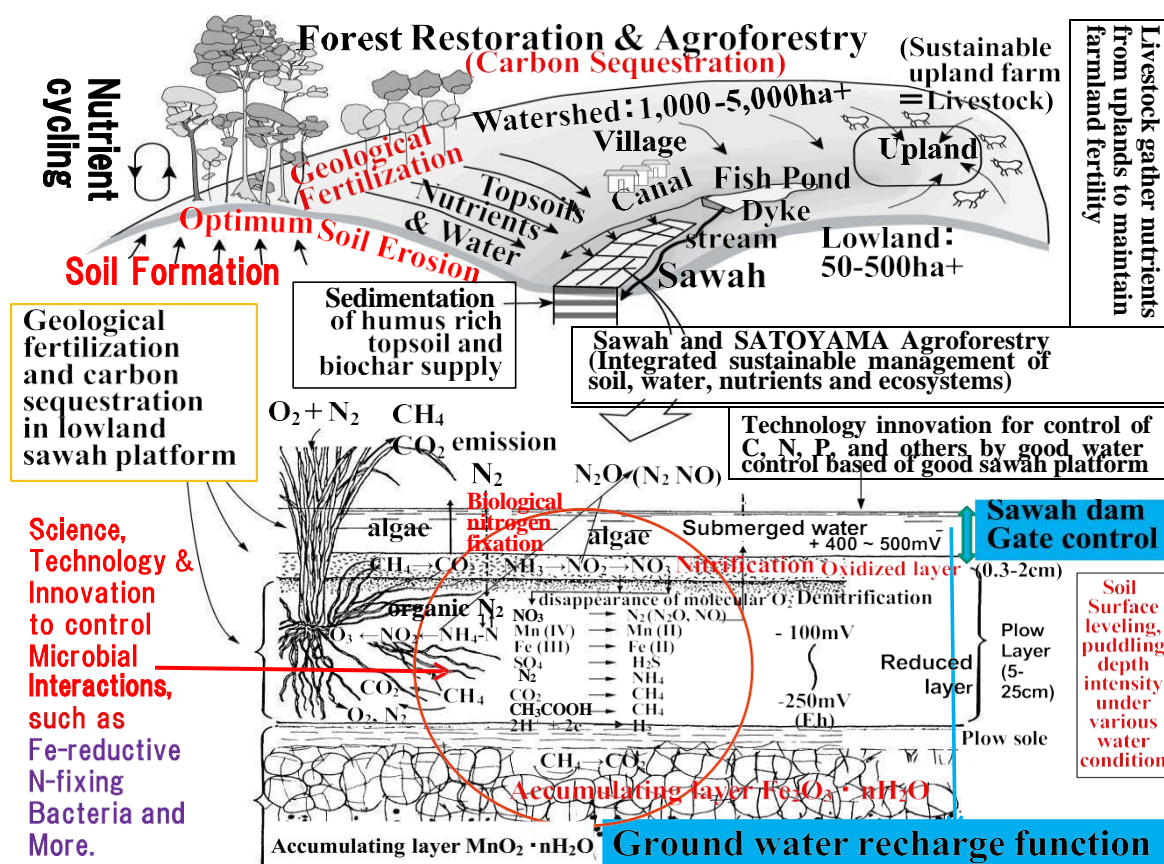 Forest Restoration & Agroforestry
(Carbon Sequestration)
(Sustainable
upland farm
=Livestock)
Livestock gather nutrients
from uplands to maintain
farmland fertility
Nutrient
cycling
Watershed:1,000-5,000ha+
Village
Upland
Geological
Fertilization
Canal
Fish Pond
Topsoils
Nutrients
& Water
Dyke
stream
Optimum Soil Erosion
Lowland:
50-500ha+
Soil Formation
Sawah
Sedimentation
of humus rich
topsoil and
biochar supply
Geological
fertilization
and carbon
sequestration
in lowland
sawah platform
Sawah and SATOYAMA Agroforestry
(Integrated sustainable management of
soil, water, nutrients and ecosystems)
Technology innovation for control of
C, N, P, and others by good water
control based of good sawah platform
O2+N2
CH4
CO2 emission
N2
N2O (N2 NO)
Biological
nitrogen
fixation
algae
algae
Submerged water
+ 400 ~ 500mV
Sawah dam
Gate control
CH4→CO2
NH3→NO2→NO3 Nitrification Oxidized layer
(0.3-2cm)
organic N2
disappearance of molecular O2 Denitrification
NO3 → N2(N2O, NO)
O3 ←NO2←NH4-N
Mn (IV) → Mn (II)
Fe (III) → Fe (II)
SO4 → H2S
N2 → NH4
CO2 → CH4
CH3COOH → CH4
2H+ + 2e → H2
CO2
CH4
O2, N2
- 100mV
-250mV
(Eh)
Reduced
layer
Plow
Layer
(5-
25cm)
Soil
Surface
leveling,
puddling
depth
intensity
under
various
water
condition
Plow sole
Science,
Technology &
Innovation
to control
Microbial
Interactions,
such as
Fe-reductive
N-fixing
Bacteria and
More.
CH4→CO2
Accumulating layer Fe2O3・nH2O
Accumulating layer MnO2・nH2O
Ground water recharge function